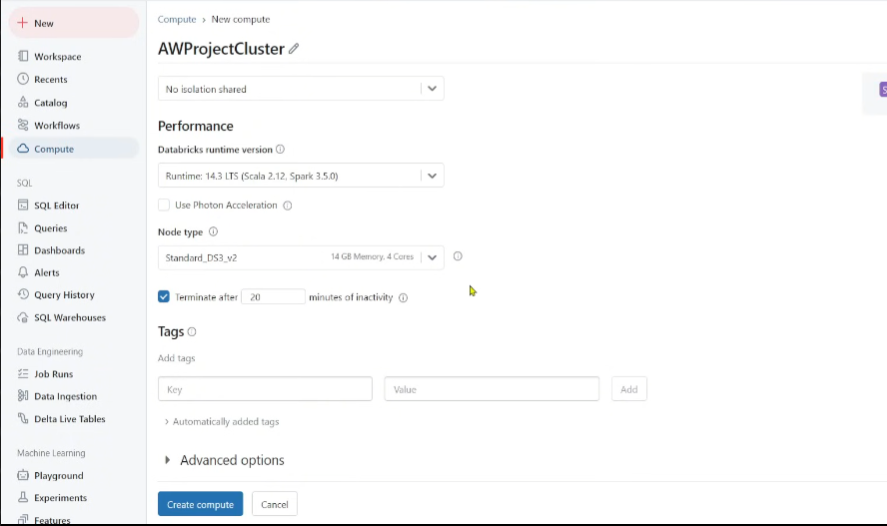 New
Workspace
Recents
Catalog
Workflows
Compute
SQL
SQL Editor
Queries
Dashboards
Alerts
Query History
SQL Warehouses
Data Engineering
Job Runs
Data Ingestion
Delta Live Tables
Machine Learning
Playground
Experiments
Features
Compute › New compute
AWProjectCluster
No isolation shared
Performance
Databricks runtime version
Runtime: 14.3 LTS (Scala 2.12, Spark 3.5.0)
Use Photon Acceleration
Node type
Standard_DS3_v2 14 GB Memory, 4 Cores
Terminate after 20 minutes of inactivity
Tags
Add tags
Key Value Add
Automatically added tags
Advanced options
Create compute Cancel
S